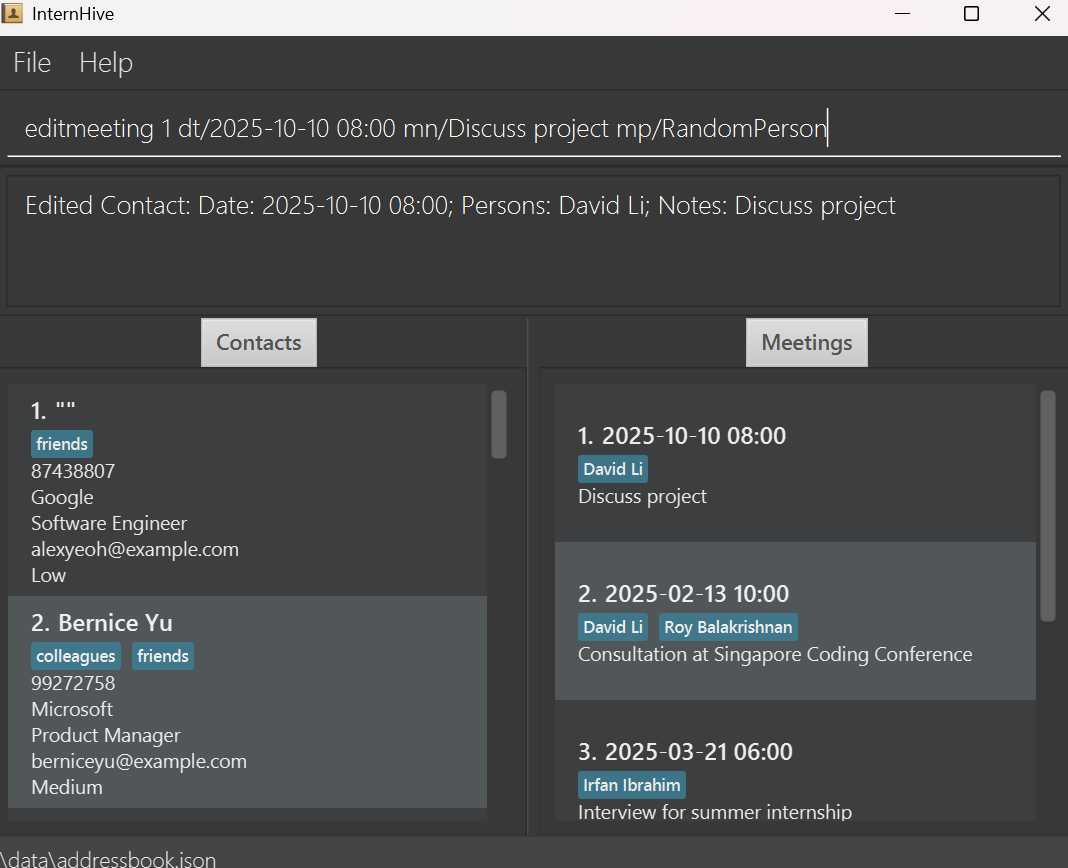 InternHive
File Help
editmeeting 1 dt/2025-10-10 08:00 mn/Discuss project mp/RandomPerson
Edited Contact: Date: 2025-10-10 08:00; Persons: David Li; Notes: Discuss project
Contacts
1. ""
friends
87438807
Google
Software Engineer
alexyeoh@example.com
Low
2. Bernice Yu
colleagues friends
99272758
Microsoft
Product Manager
berniceyu@example.com
Medium
Meetings
1. 2025-10-10 08:00
David Li
Discuss project
2. 2025-02-13 10:00
David Li Roy Balakrishnan
Consultation at Singapore Coding Conference
3. 2025-03-21 06:00
Irfan Ibrahim
Interview for summer internship
\data\addressbook.json